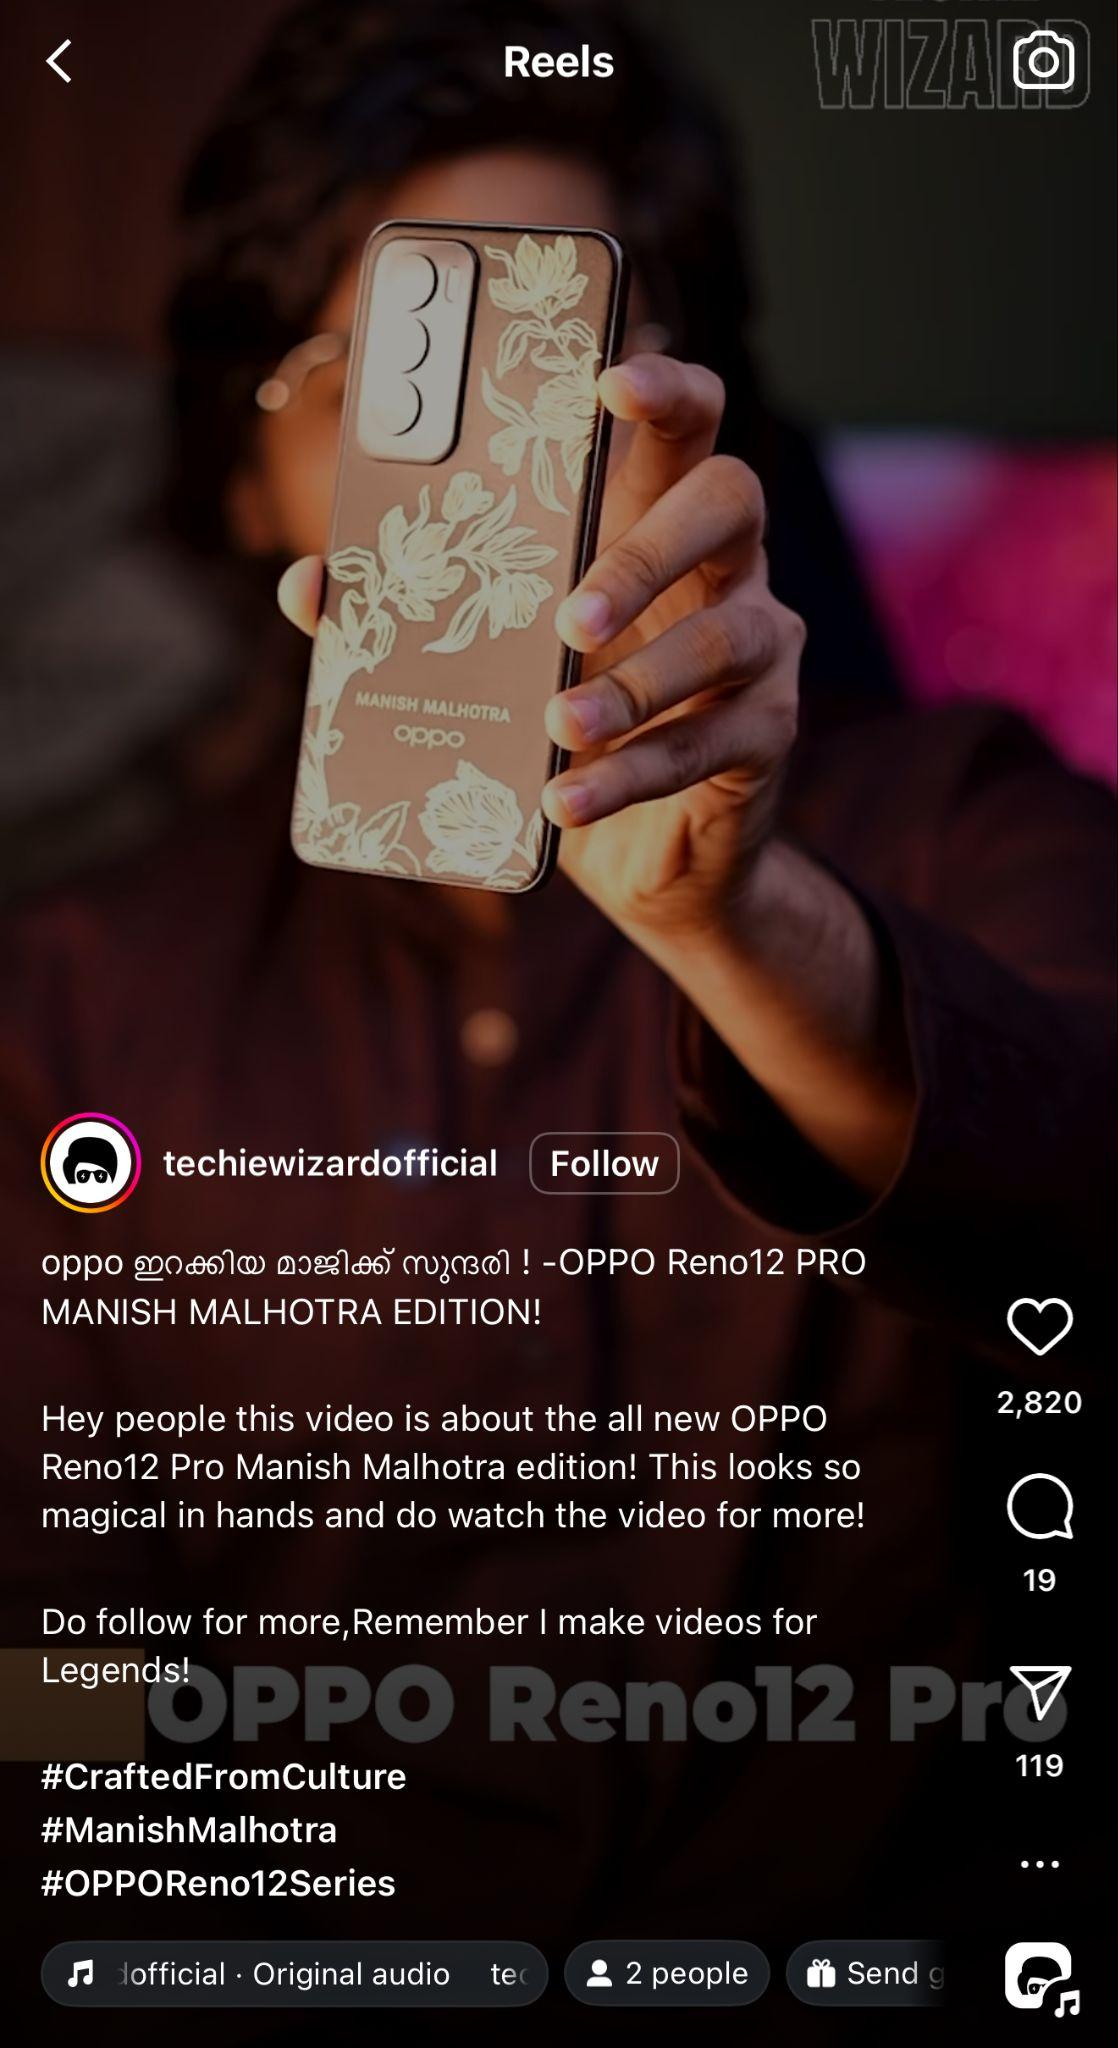 Reels
WIZARD
MANISH MALHOTRA
oppo
techiewizardofficial
Follow
oppo ഇറക്കിയ മാജിക്ക് സുന്ദരി ! -OPPO Reno12 PRO
MANISH MALHOTRA EDITION!
Hey people this video is about the all new OPPO
Reno12 Pro Manish Malhotra edition! This looks so
magical in hands and do watch the video for more!
Do follow for more,Remember I make videos for
Legends!
OPPO Reno12 Pro
#CraftedFromCulture
#ManishMalhotra
#OPPOReno12Series
2,820
19
119
dofficial · Original audio
2 people
Send